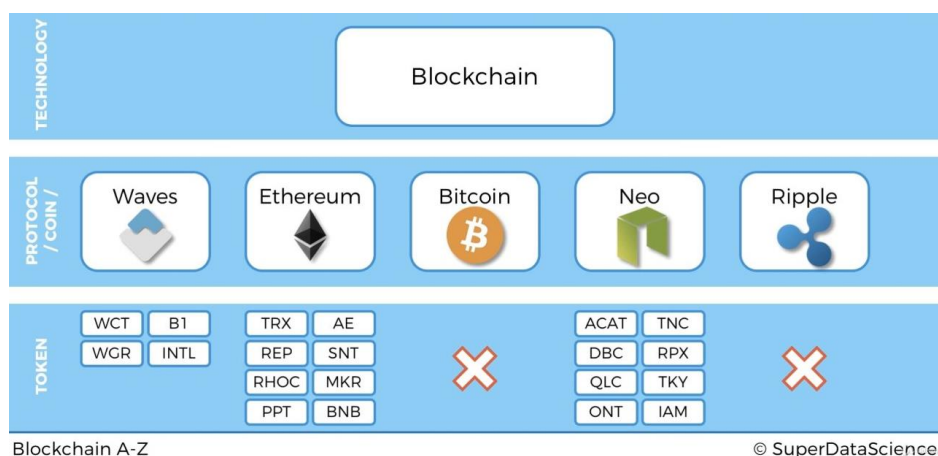 TECHNOLOGY
Blockchain
PROTOCOL
/ COIN /
Waves
Ethereum
Bitcoin
Neo
Ripple
TOKEN
WCT B1
WGR INTL
TRX AE
REP SNT
RHOC MKR
PPT BNB
ACAT TNC
DBC RPX
QLC TKY
ONT IAM
Blockchain A-Z
© SuperDataScience